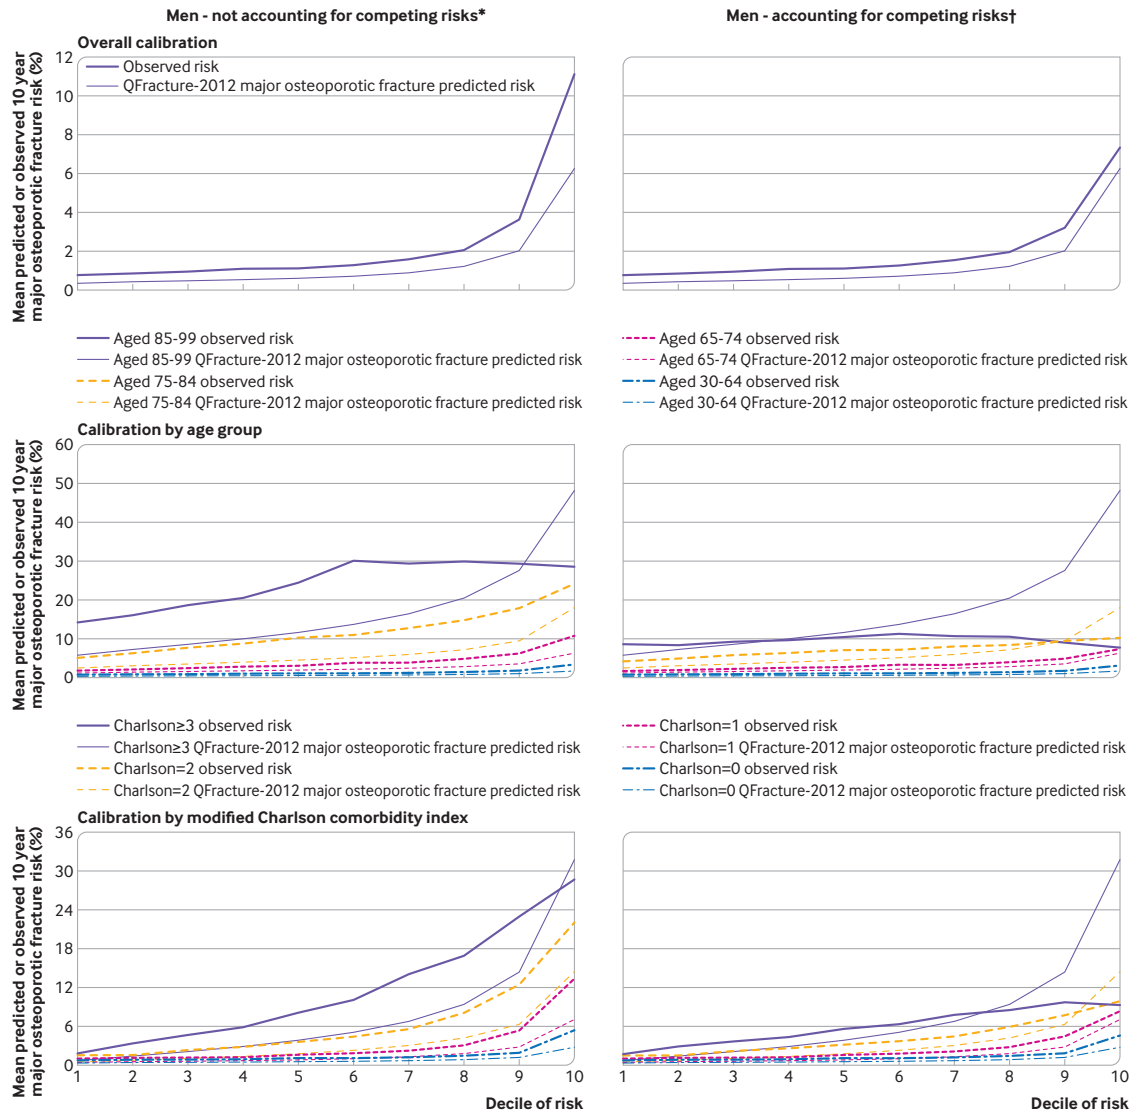 Men - not accounting for competing risks*
Men - accounting for competing risks†
Overall calibration
Mean predicted or observed 10 year
major osteoporotic fracture risk (%)
12
10
8
6
4
2
0
Observed risk
QFracture-2012 major osteoporotic fracture predicted risk
Aged 85-99 observed risk
Aged 85-99 QFracture-2012 major osteoporotic fracture predicted risk
Aged 75-84 observed risk
Aged 75-84 QFracture-2012 major osteoporotic fracture predicted risk
Aged 65-74 observed risk
Aged 65-74 QFracture-2012 major osteoporotic fracture predicted risk
Aged 30-64 observed risk
Aged 30-64 QFracture-2012 major osteoporotic fracture predicted risk
Calibration by age group
Mean predicted or observed 10 year
major osteoporotic fracture risk (%)
60
50
40
30
20
10
0
Charlson≥3 observed risk
Charlson≥3 QFracture-2012 major osteoporotic fracture predicted risk
Charlson=2 observed risk
Charlson=2 QFracture-2012 major osteoporotic fracture predicted risk
Charlson=1 observed risk
Charlson=1 QFracture-2012 major osteoporotic fracture predicted risk
Charlson=0 observed risk
Charlson=0 QFracture-2012 major osteoporotic fracture predicted risk
Calibration by modified Charlson comorbidity index
Mean predicted or observed 10 year
major osteoporotic fracture risk (%)
36
30
24
18
12
6
0
1 2 3 4 5 6 7 8 9 10
Decile of risk
1 2 3 4 5 6 7 8 9 10
Decile of risk